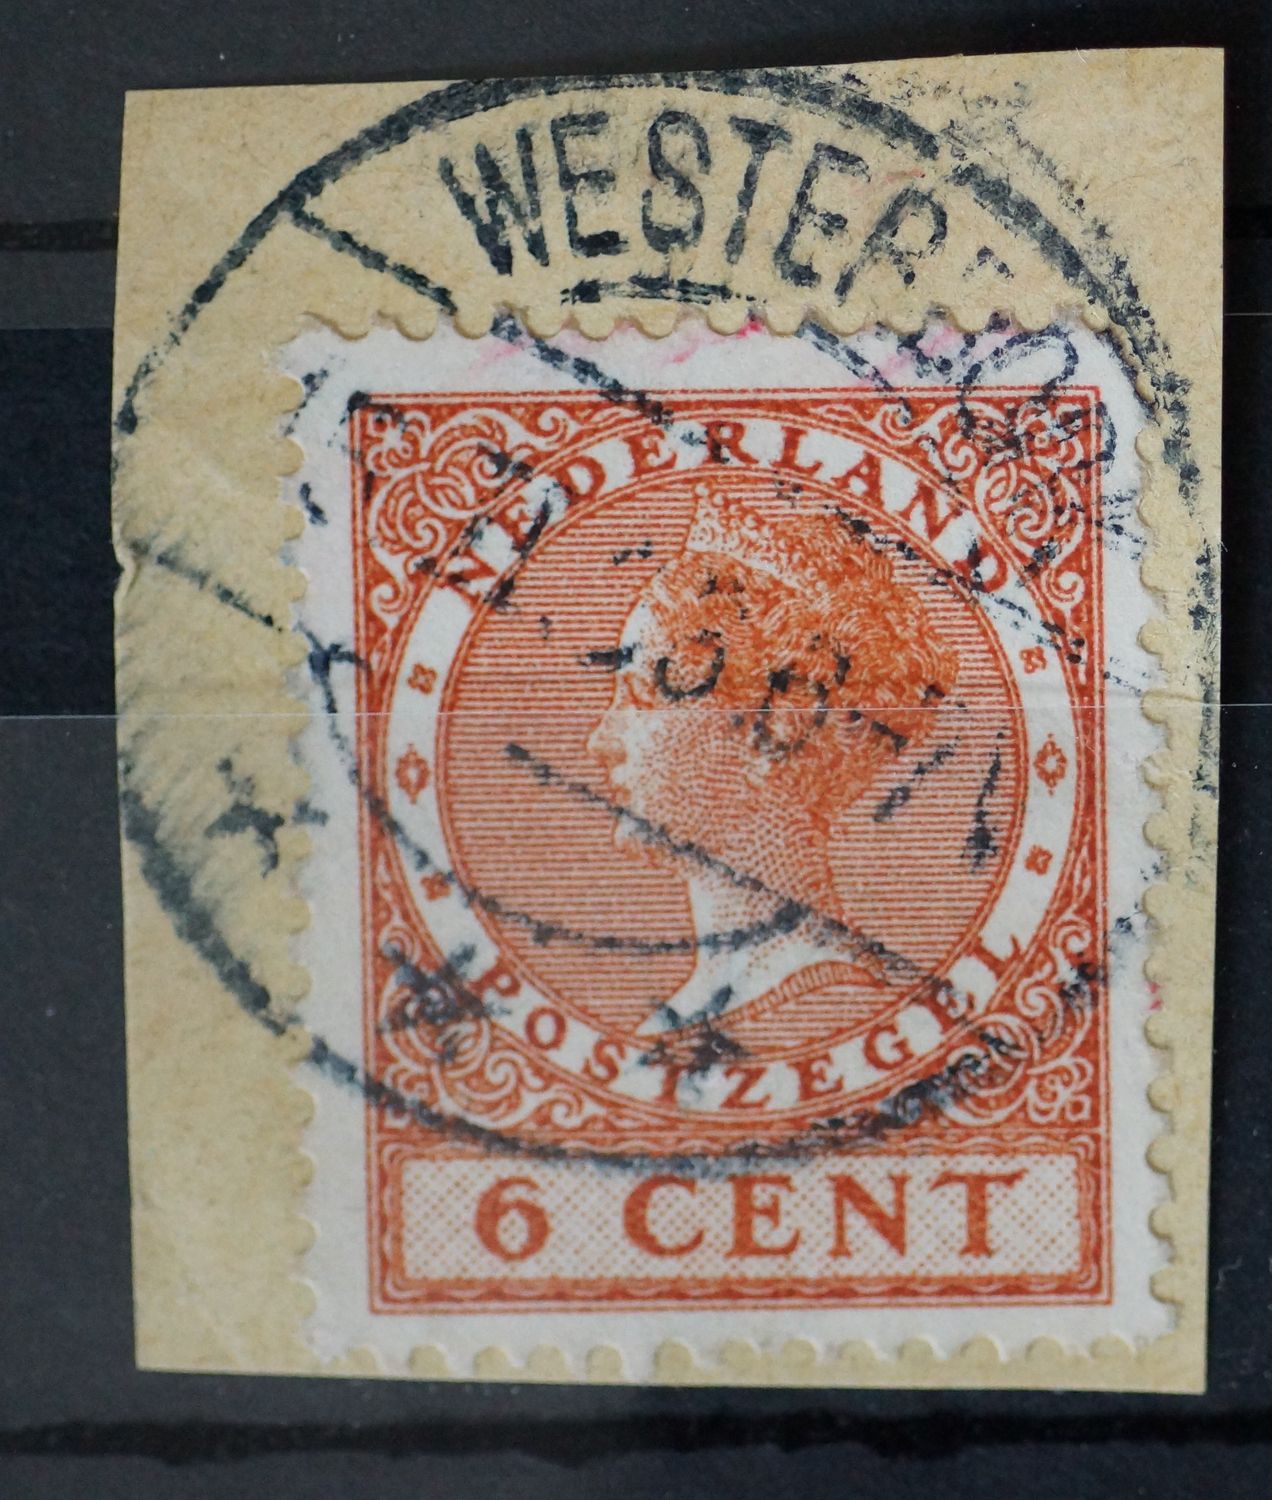 WESTER
NEDERLAND
POSTZEGEL
6 CENT